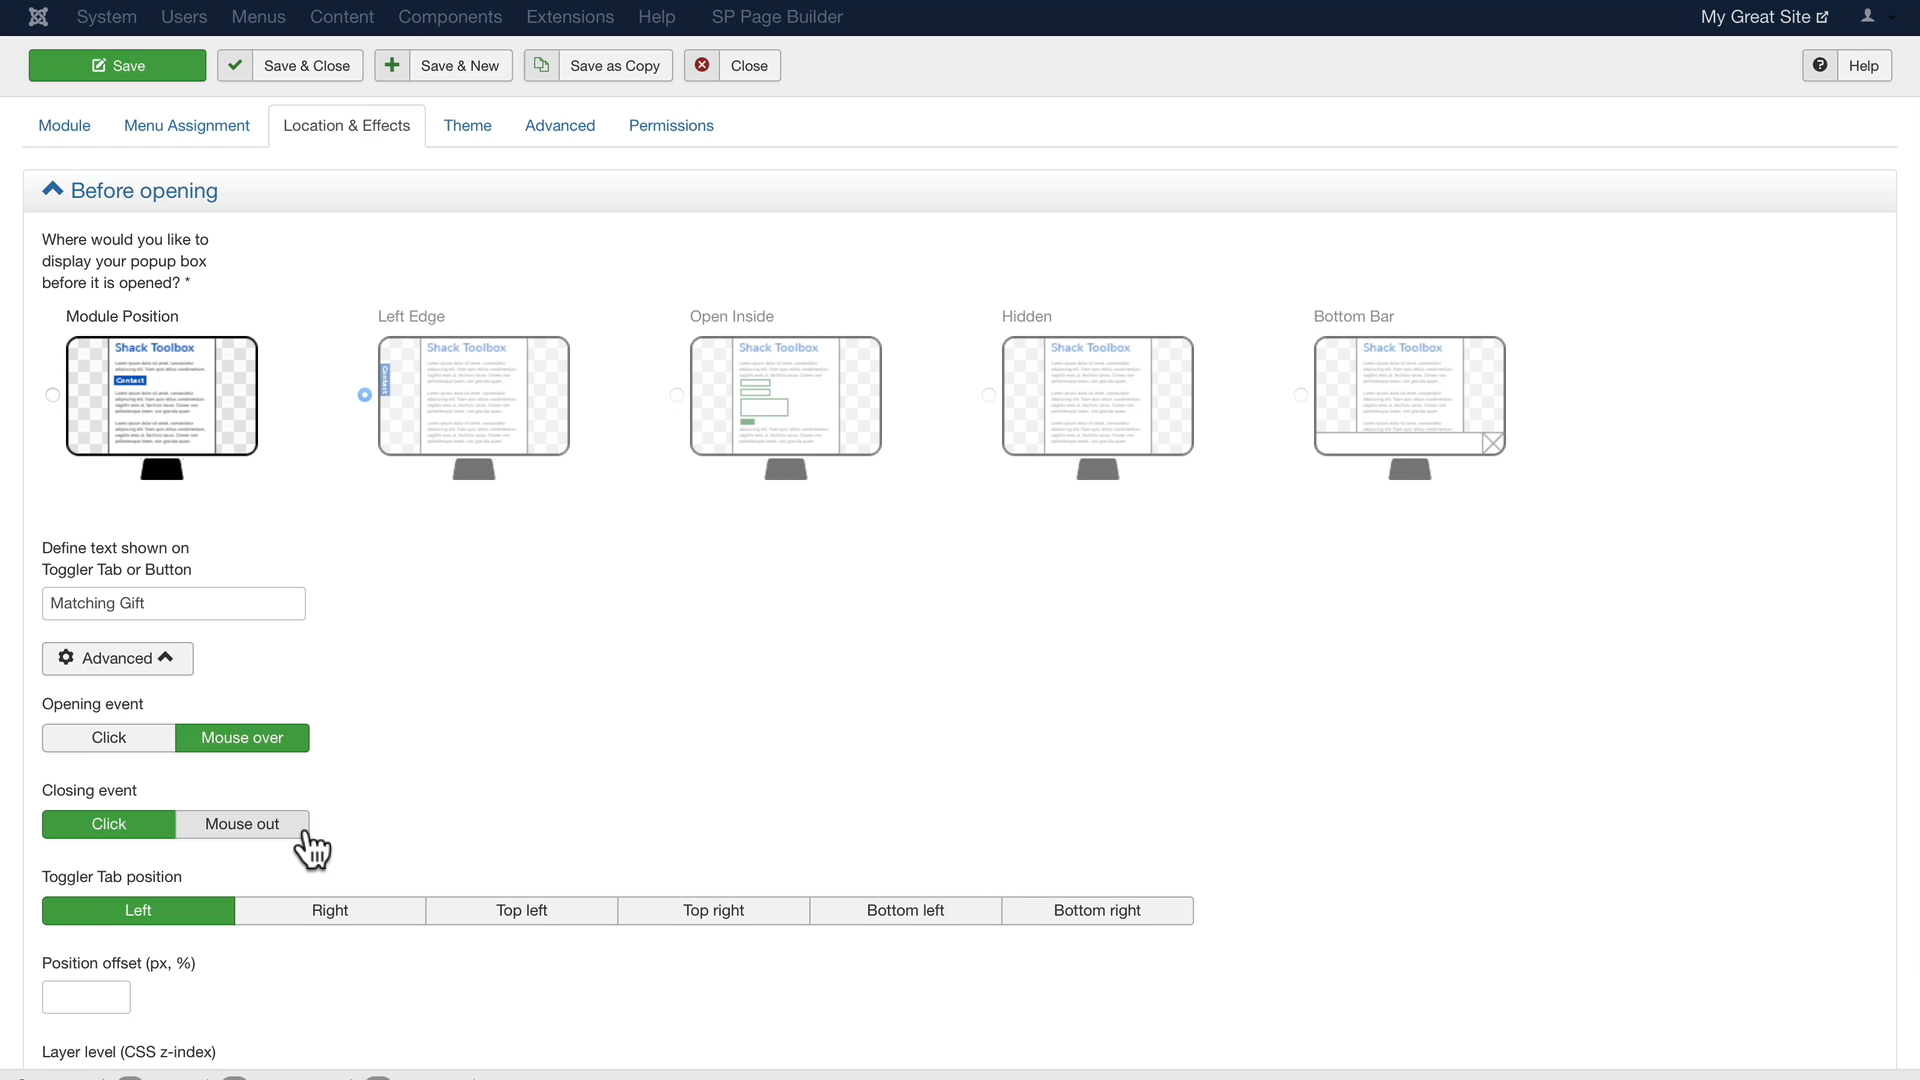 System Users Menus Content Components Extensions Help SP Page Builder My Great Site
Save Save & Close Save & New Save as Copy Close Help
Module Menu Assignment Location & Effects Theme Advanced Permissions
Before opening
Where would you like to
display your popup box
before it is opened? *
Module Position Left Edge Open Inside Hidden Bottom Bar
Shack Toolbox Shack Toolbox Shack Toolbox Shack Toolbox Shack Toolbox
Contact Contact
Define text shown on
Toggler Tab or Button
Matching Gift
Advanced
Opening event
Click Mouse over
Closing event
Click Mouse out
Toggler Tab position
Left Right Top left Top right Bottom left Bottom right
Position offset (px, %)
Layer level (CSS z-index)